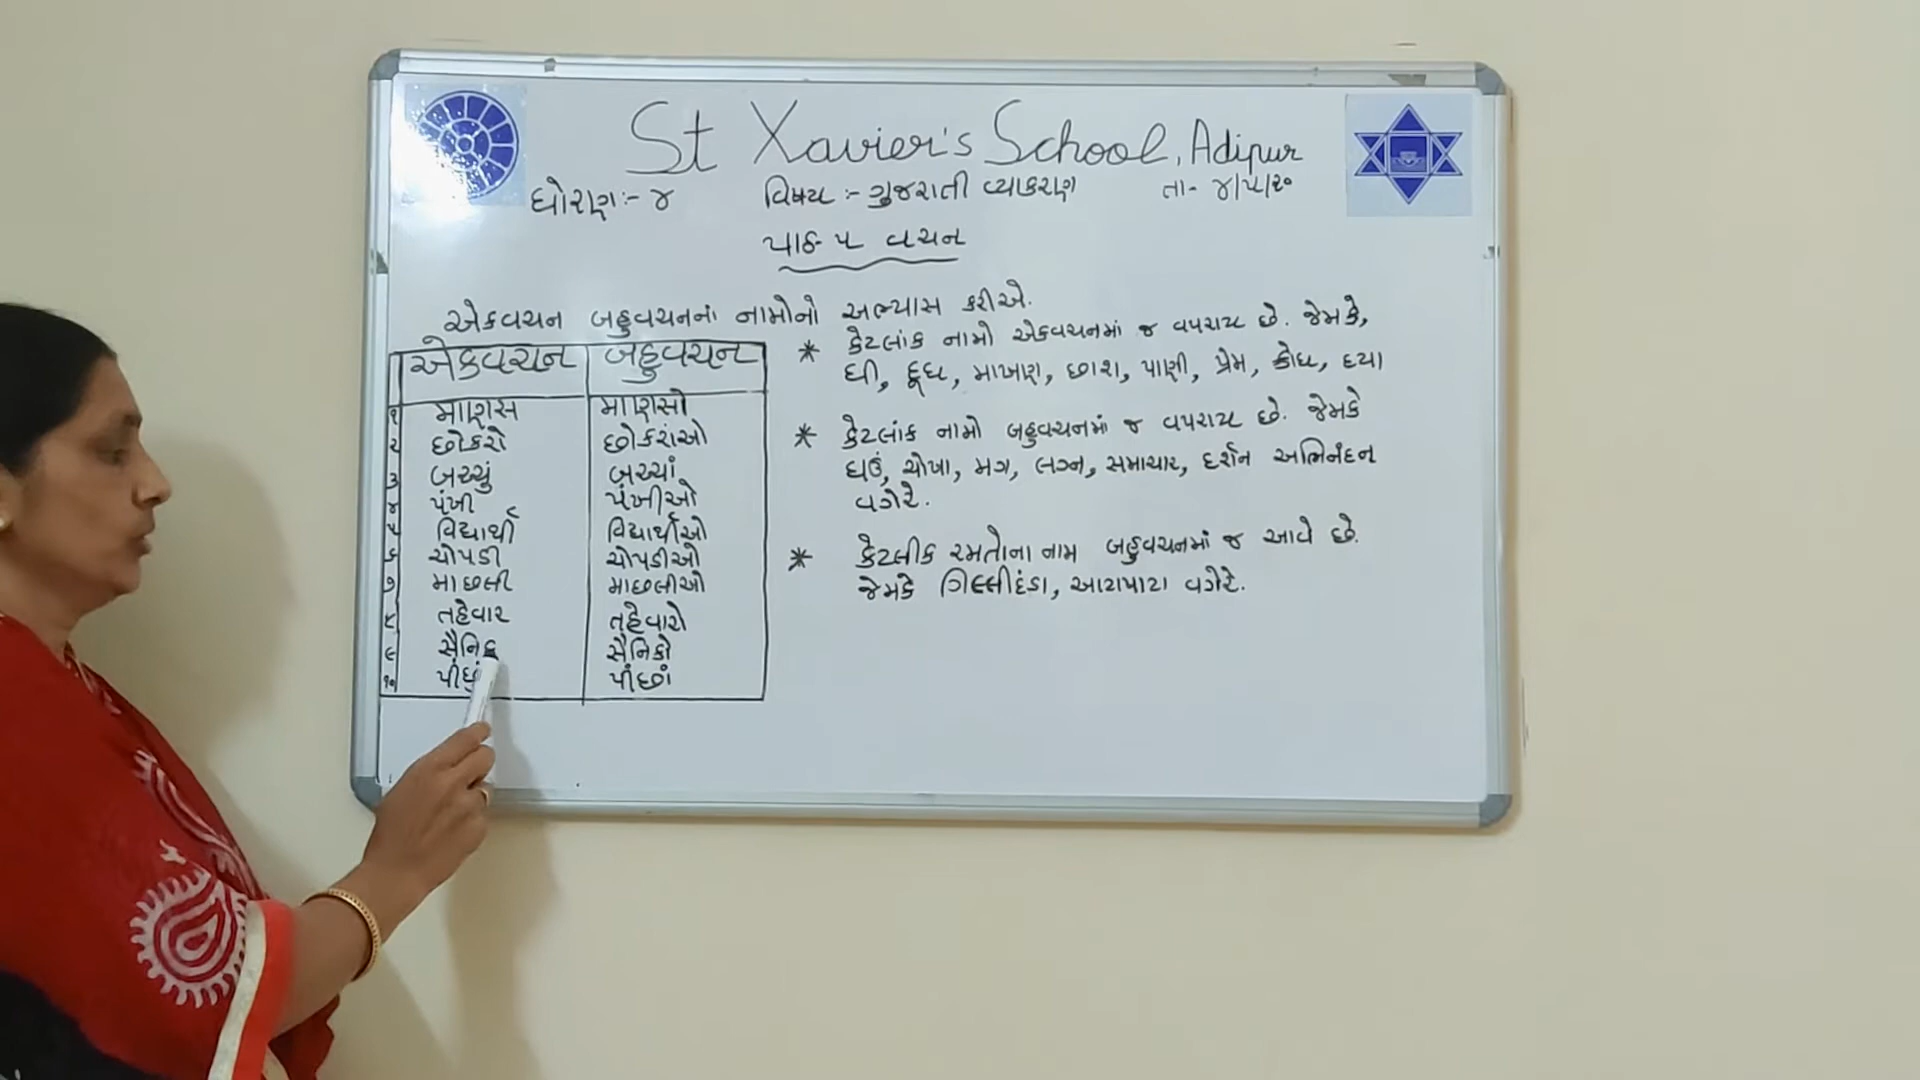 St Xavier's School, Adipur
ધોરણ:- ૪ વિષય :- ગુજરાતી વ્યાકરણ તા- ૪/૫/૨૦
પાઠ ૫ વચન
એકવચન બહુવચનનાં નામોનો અભ્યાસ કરીએ.
એકવચન બહુવચન
૧ માણસ માણસો
૨ છોકરો છોકરાંઓ
૩ બચ્ચું બચ્ચાં
૪ પંખી પંખીઓ
૫ વિદ્યાર્થી વિદ્યાર્થીઓ
૬ ચોપડી ચોપડીઓ
૭ માછલી માછલીઓ
૮ તહેવાર તહેવારો
૯ સૈનિક સૈનિકો
૧૦ પીંછું પીંછાં
* કેટલાંક નામો એકવચનમાં જ વપરાય છે. જેમકે,
ઘી, દૂધ, માખણ, છાશ, પાણી, પ્રેમ, ક્રોધ, દયા
* કેટલાંક નામો બહુવચનમાં જ વપરાય છે. જેમકે
ઘઉં, ચોખા, મગ, લગ્ન, સમાચાર, દર્શન અભિનંદન
વગેરે.
* કેટલીક રમતોના નામ બહુવચનમાં જ આવે છે.
જેમકે ગિલ્લીદંડા, આટાપાટા વગેરે.